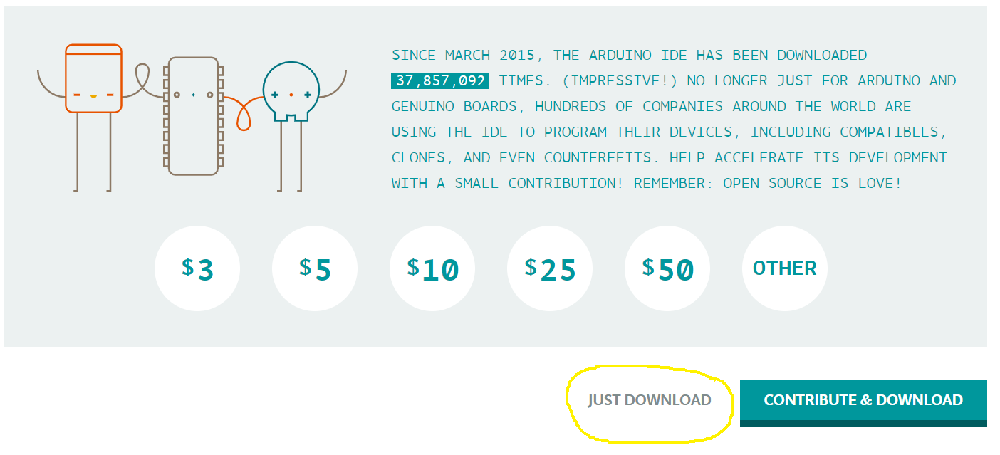 SINCE MARCH 2015, THE ARDUINO IDE HAS BEEN DOWNLOADED
37,857,092 TIMES. (IMPRESSIVE!) NO LONGER JUST FOR ARDUINO AND
GENUINO BOARDS, HUNDREDS OF COMPANIES AROUND THE WORLD ARE
USING THE IDE TO PROGRAM THEIR DEVICES, INCLUDING COMPATIBLES,
CLONES, AND EVEN COUNTERFEITS. HELP ACCELERATE ITS DEVELOPMENT
WITH A SMALL CONTRIBUTION! REMEMBER: OPEN SOURCE IS LOVE!
$3 $5 $10 $25 $50 OTHER
JUST DOWNLOAD CONTRIBUTE & DOWNLOAD